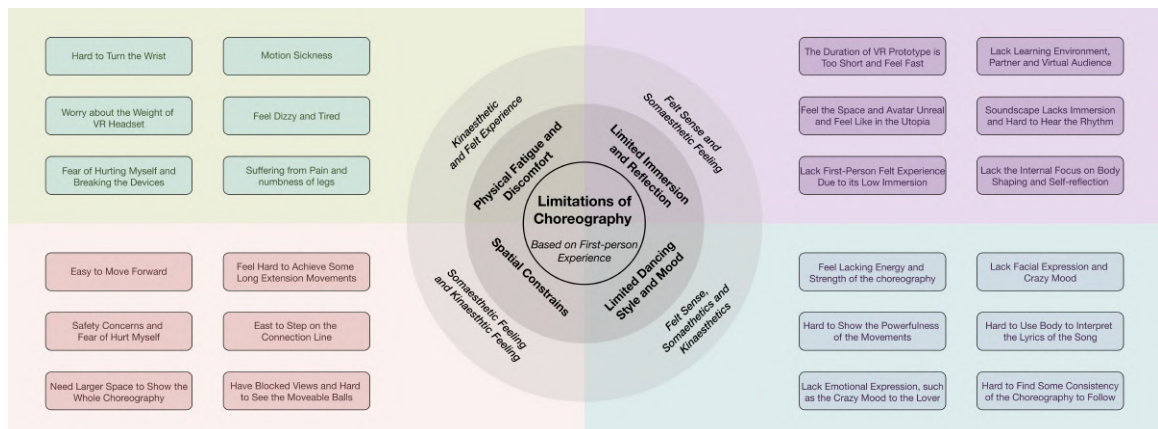 Hard to Turn the Wrist
Motion Sickness
Worry about the Weight of
VR Headset
Feel Dizzy and Tired
Fear of Hurting Myself and
Breaking the Devices
Suffering from Pain and
numbness of legs
The Duration of VR Prototype is
Too Short and Feel Fast
Lack Learning Environment,
Partner and Virtual Audience
Feel the Space and Avatar Unreal
and Feel Like in the Utopia
Soundscape Lacks Immersion
and Hard to Hear the Rhythm
Lack First-Person Felt Experience
Due to its Low Immersion
Lack the Internal Focus on Body
Shaping and Self-reflection
Kinaesthetic
and Felt Experience
Physical Fatigue and
Discomfort
Felt Sense and
Somaesthetic Feeling
Limited Immersion
and Reflection
Limitations of
Choreography
Based on First-person
Experience
Spatial Constrains
Somaesthetic Feeling
and Kinaesthtic Feeling
Limited Dancing
Style and Mood
Felt Sense,
Somaethetics and
Kinaesthetics
Easy to Move Forward
Feel Hard to Achieve Some
Long Extension Movements
Safety Concerns and
Fear of Hurt Myself
East to Step on the
Connection Line
Need Larger Space to Show the
Whole Choreography
Have Blocked Views and Hard
to See the Moveable Balls
Feel Lacking Energy and
Strength of the choreography
Lack Facial Expression and
Crazy Mood
Hard to Show the Powerfulness
of the Movements
Hard to Use Body to Interpret
the Lyrics of the Song
Lack Emotional Expression, such
as the Crazy Mood to the Lover
Hard to Find Some Consistency
of the Choreography to Follow